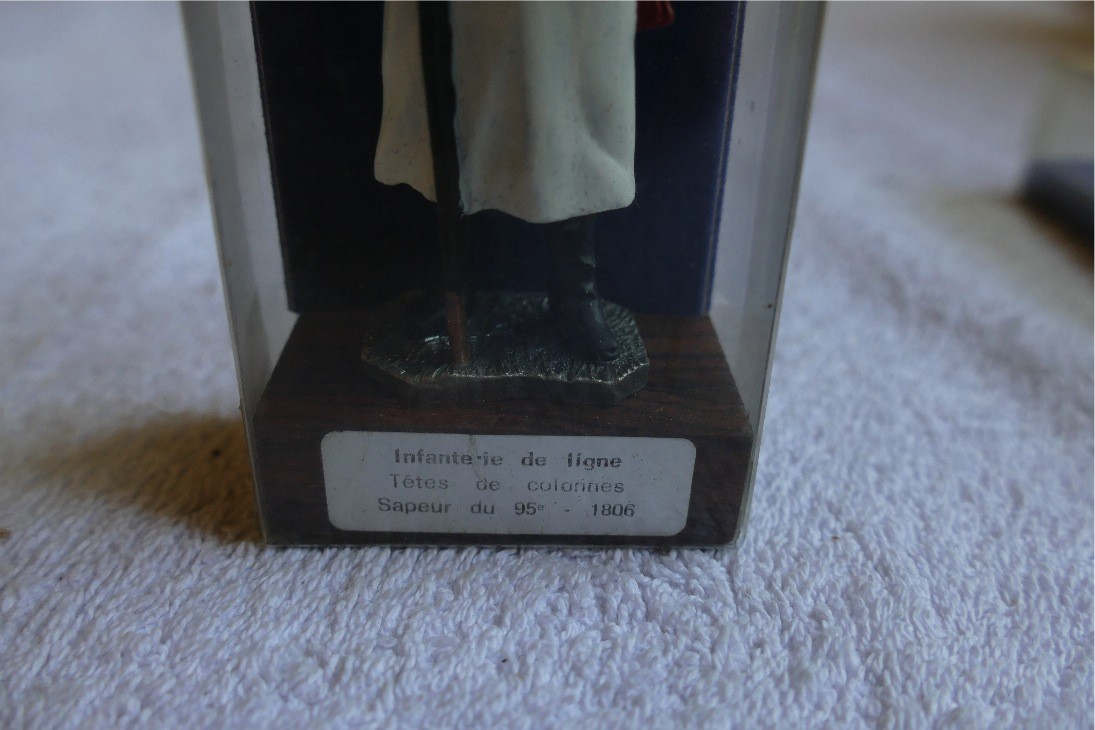 Infanterie de ligne
Têtes de colonnes
Sapeur du 95e - 1806